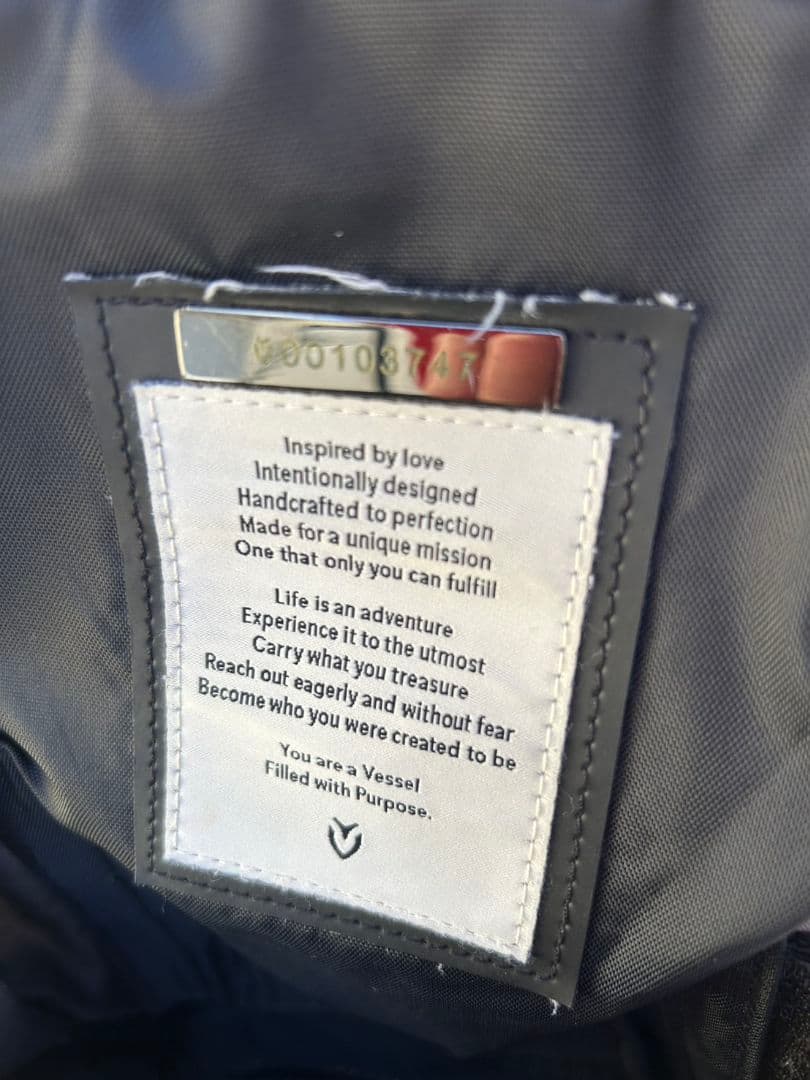 V00103747
Inspired by love
Intentionally designed
Handcrafted to perfection
Made for a unique mission
One that only you can fulfill
Life is an adventure
Experience it to the utmost
Carry what you treasure
Reach out eagerly and without fear
Become who you were created to be
You are a Vessel
Filled with Purpose.